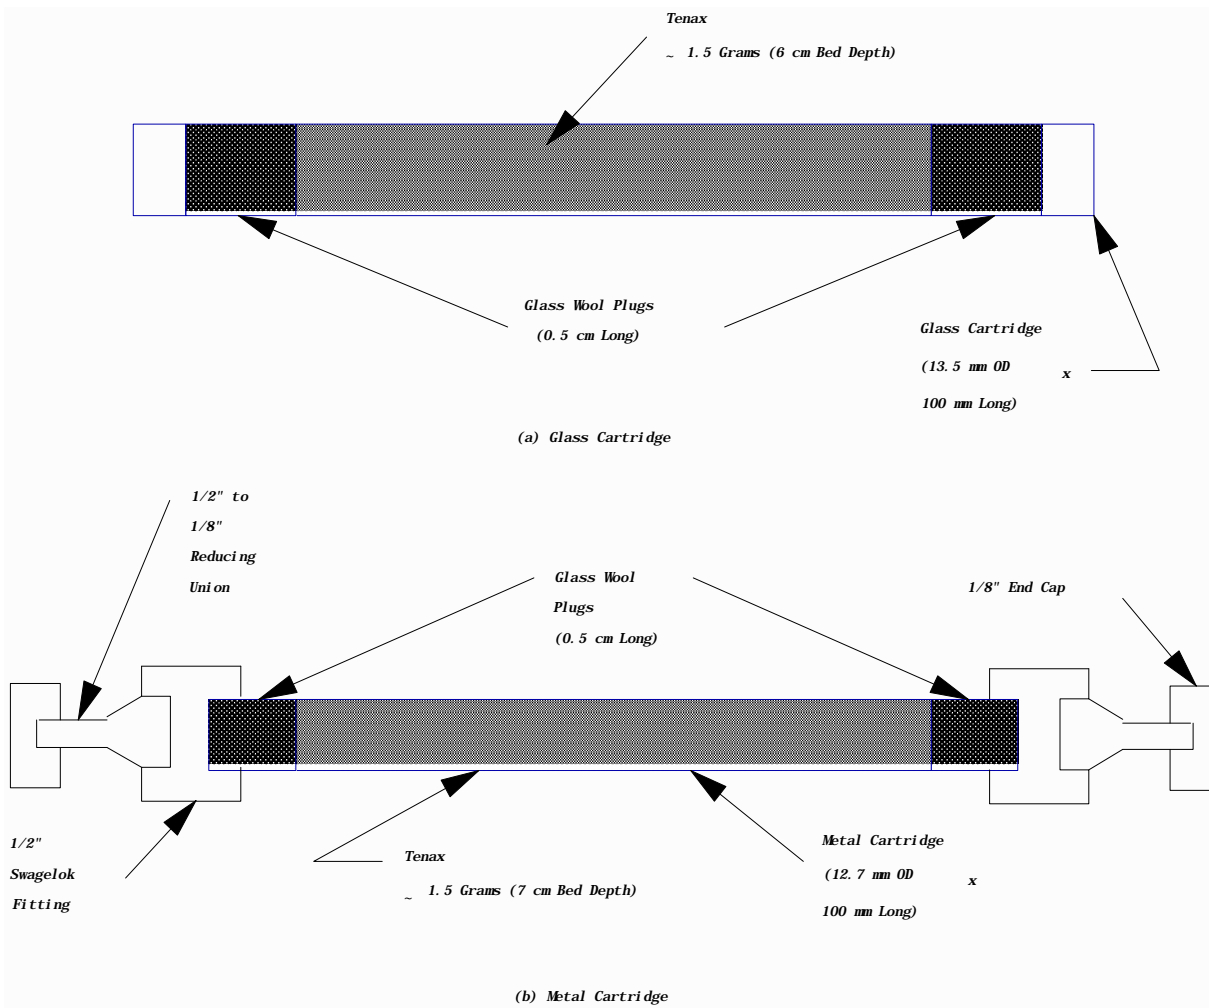 Tenax
~ 1.5 Grams (6 cm Bed Depth)
Glass Wool Plugs
(0.5 cm Long)
Glass Cartridge
(13.5 mm OD x
100 mm Long)
(a) Glass Cartridge
1/2" to
1/8"
Reducing
Union
Glass Wool
Plugs
(0.5 cm Long)
1/8" End Cap
1/2"
Swagelok
Fitting
Tenax
~ 1.5 Grams (7 cm Bed Depth)
Metal Cartridge
(12.7 mm OD x
100 mm Long)
(b) Metal Cartridge